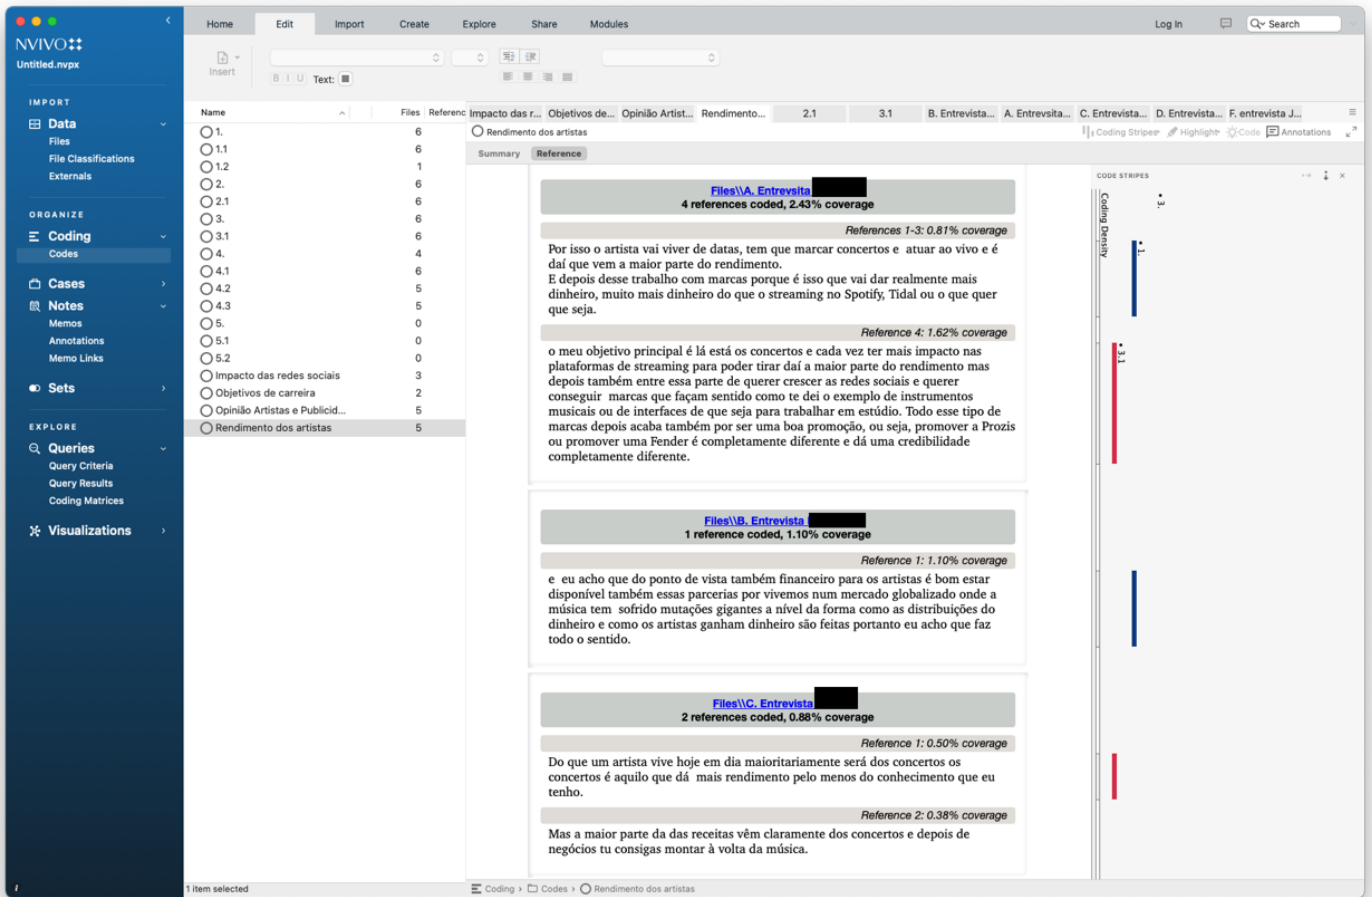 NVIVO
Untitled.nvpx
IMPORT
Data
Files
File Classifications
Externals
ORGANIZE
Coding
Codes
Cases
Notes
Memos
Annotations
Memo Links
Sets
EXPLORE
Queries
Query Criteria
Query Results
Coding Matrices
Visualizations
Home Edit Import Create Explore Share Modules Log In Search
Insert
B I U Text:
Name Files Referenc
1. 6
1.1 6
1.2 1
2. 6
2.1 6
3. 6
3.1 6
4. 4
4.1 6
4.2 5
4.3 5
5. 0
5.1 0
5.2 0
Impacto das redes sociais 3
Objetivos de carreira 2
Opinião Artistas e Publicid... 5
Rendimento dos artistas 5
1 item selected
Impacto das r... Objetivos de... Opinião Artist... Rendimento... 2.1 3.1 B. Entrevista... A. Entrevsita... C. Entrevista... D. Entrevista... F. entrevista J...
Rendimento dos artistas
Coding Stripes Highlight Code Annotations
Summary Reference
Files\\A. Entrevsita
4 references coded, 2.43% coverage
References 1-3: 0.81% coverage
Por isso o artista vai viver de datas, tem que marcar concertos e atuar ao vivo e é
daí que vem a maior parte do rendimento.
E depois desse trabalho com marcas porque é isso que vai dar realmente mais
dinheiro, muito mais dinheiro do que o streaming no Spotify, Tidal ou o que quer
que seja.
Reference 4: 1.62% coverage
o meu objetivo principal é lá está os concertos e cada vez ter mais impacto nas
plataformas de streaming para poder tirar daí a maior parte do rendimento mas
depois também entre essa parte de querer crescer as redes sociais e querer
conseguir marcas que façam sentido como te dei o exemplo de instrumentos
musicais ou de interfaces de que seja para trabalhar em estúdio. Todo esse tipo de
marcas depois acaba também por ser uma boa promoção, ou seja, promover a Prozis
ou promover uma Fender é completamente diferente e dá uma credibilidade
completamente diferente.
Files\\B. Entrevista
1 reference coded, 1.10% coverage
Reference 1: 1.10% coverage
e eu acho que do ponto de vista também financeiro para os artistas é bom estar
disponível também essas parcerias por vivemos num mercado globalizado onde a
música tem sofrido mutações gigantes a nível da forma como as distribuições do
dinheiro e como os artistas ganham dinheiro são feitas portanto eu acho que faz
todo o sentido.
Files\\C. Entrevista
2 references coded, 0.88% coverage
Reference 1: 0.50% coverage
Do que um artista vive hoje em dia maioritariamente será dos concertos os
concertos é aquilo que dá mais rendimento pelo menos do conhecimento que eu
tenho.
Reference 2: 0.38% coverage
Mas a maior parte da das receitas vêm claramente dos concertos e depois de
negócios tu consigas montar à volta da música.
CODE STRIPES
Coding Density
3.
1.
3.1
Coding › Codes › Rendimento dos artistas